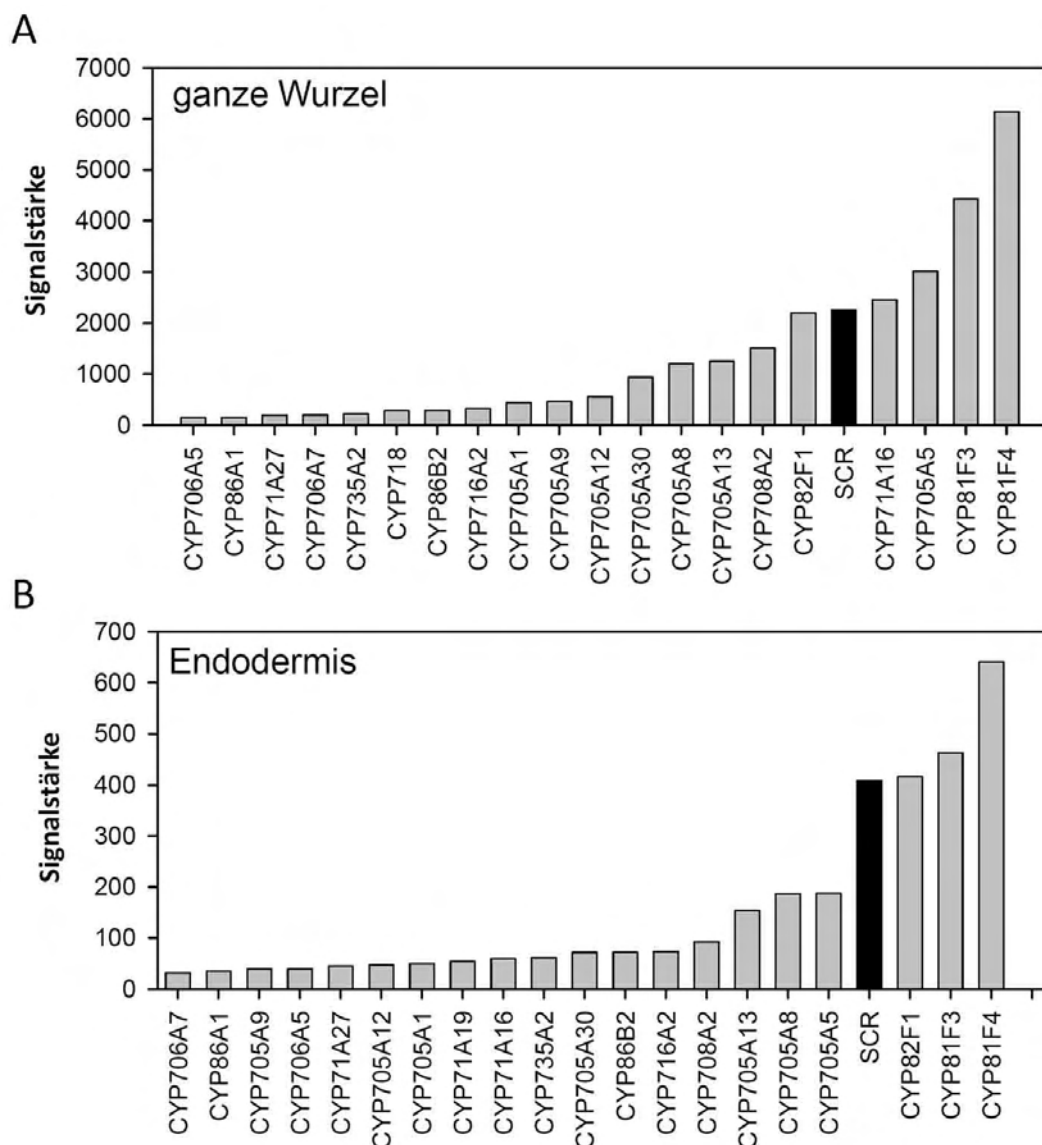 A
ganze Wurzel
Signalstärke
7000
6000
5000
4000
3000
2000
1000
0
CYP706A5
CYP86A1
CYP71A27
CYP706A7
CYP735A2
CYP718
CYP86B2
CYP716A2
CYP705A1
CYP705A9
CYP705A12
CYP705A30
CYP705A8
CYP705A13
CYP708A2
CYP82F1
SCR
CYP71A16
CYP705A5
CYP81F3
CYP81F4
B
Endodermis
Signalstärke
700
600
500
400
300
200
100
0
CYP706A7
CYP86A1
CYP705A9
CYP706A5
CYP71A27
CYP705A12
CYP705A1
CYP71A19
CYP71A16
CYP735A2
CYP705A30
CYP86B2
CYP716A2
CYP708A2
CYP705A13
CYP705A8
CYP705A5
SCR
CYP82F1
CYP81F3
CYP81F4